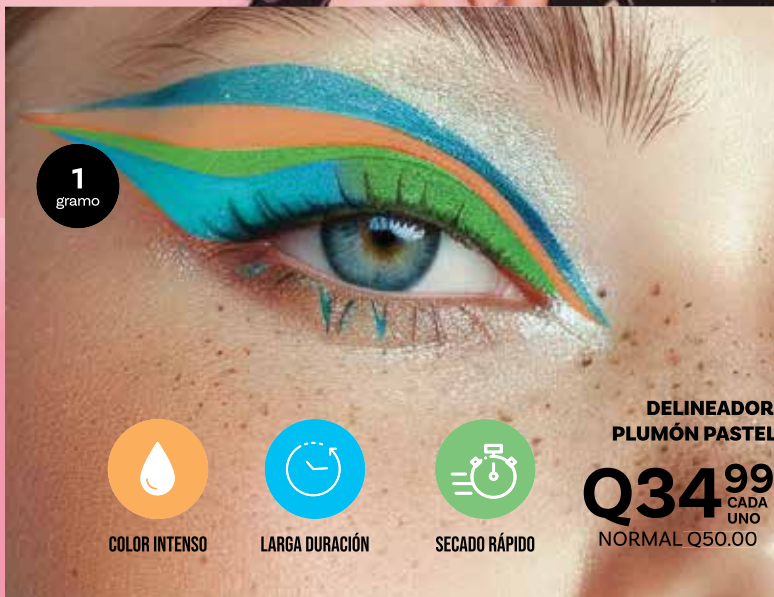 1
gramo
COLOR INTENSO
LARGA DURACIÓN
SECADO RÁPIDO
DELINEADOR
PLUMÓN PASTEL
Q34.99
CADA
UNO
NORMAL Q50.00